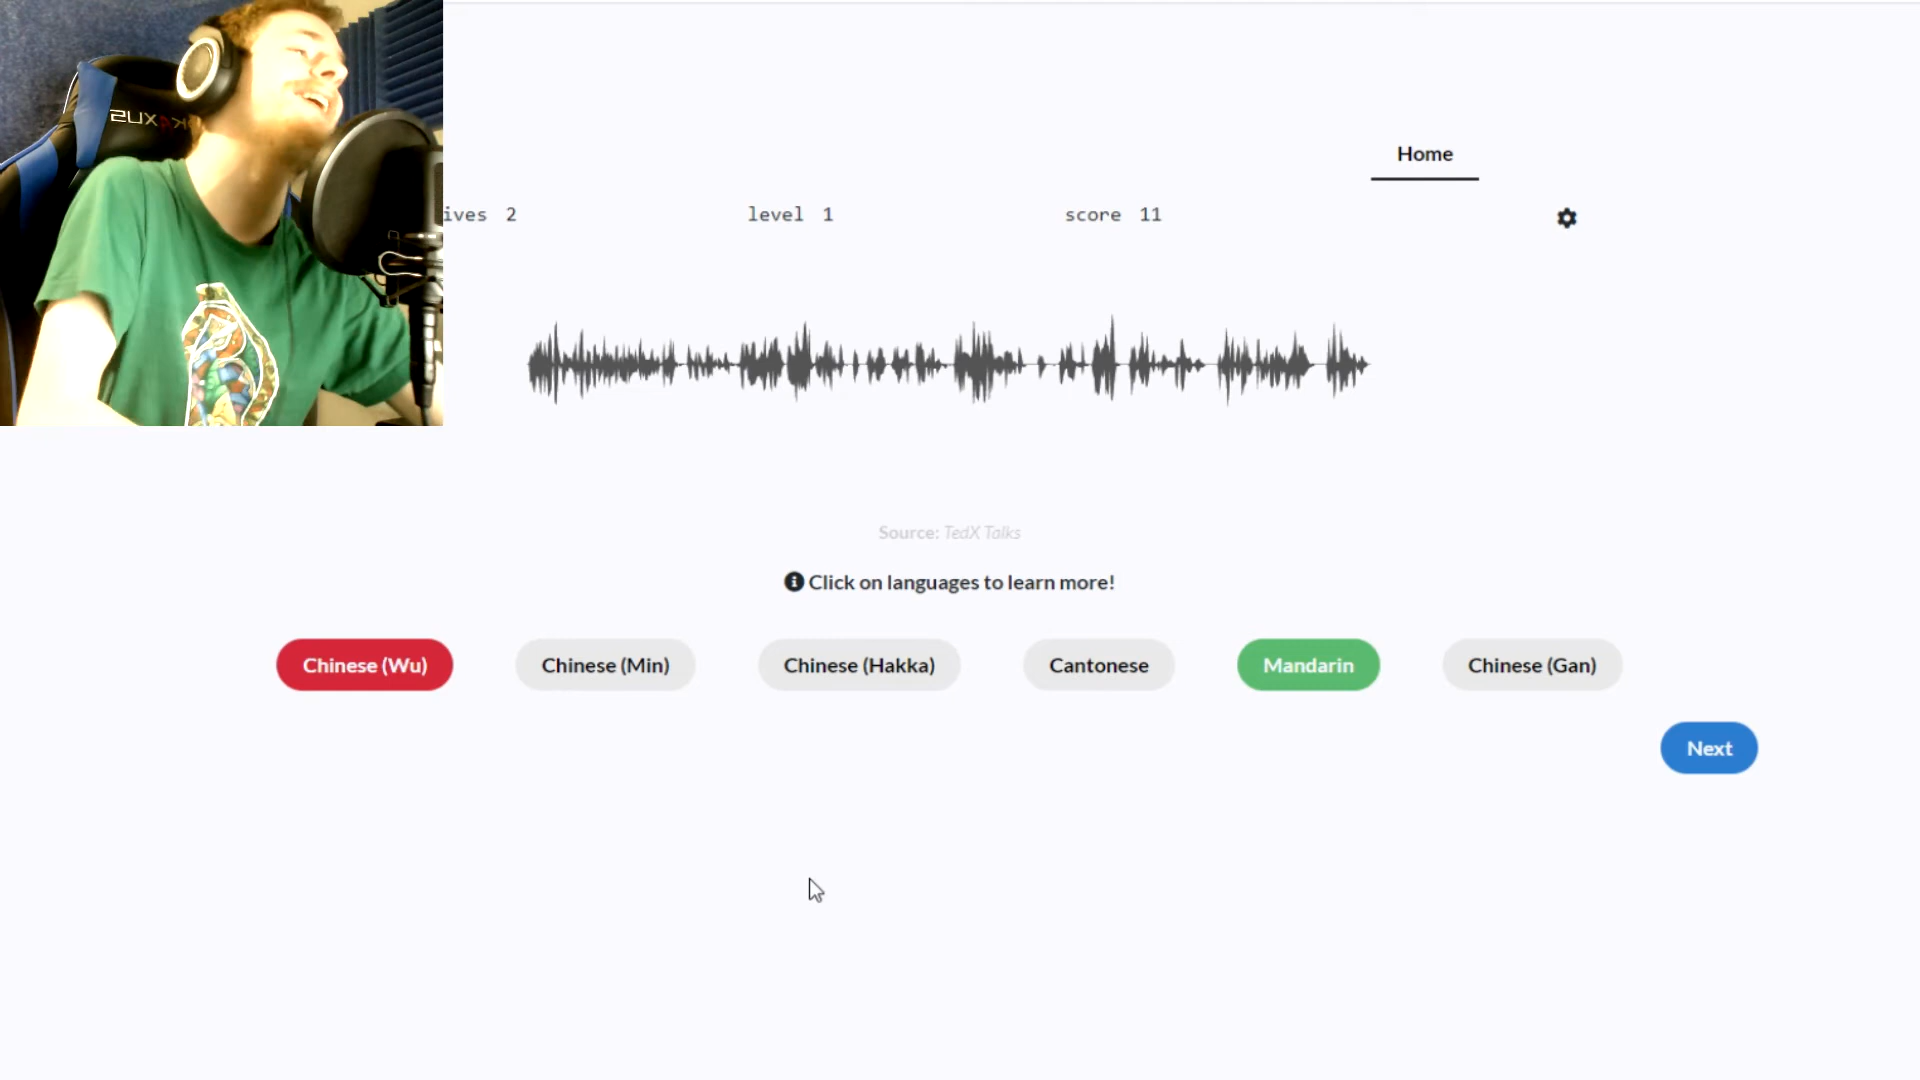 Home
ives 2
level 1
score 11
Source: TedX Talks
Click on languages to learn more!
Chinese (Wu)
Chinese (Min)
Chinese (Hakka)
Cantonese
Mandarin
Chinese (Gan)
Next